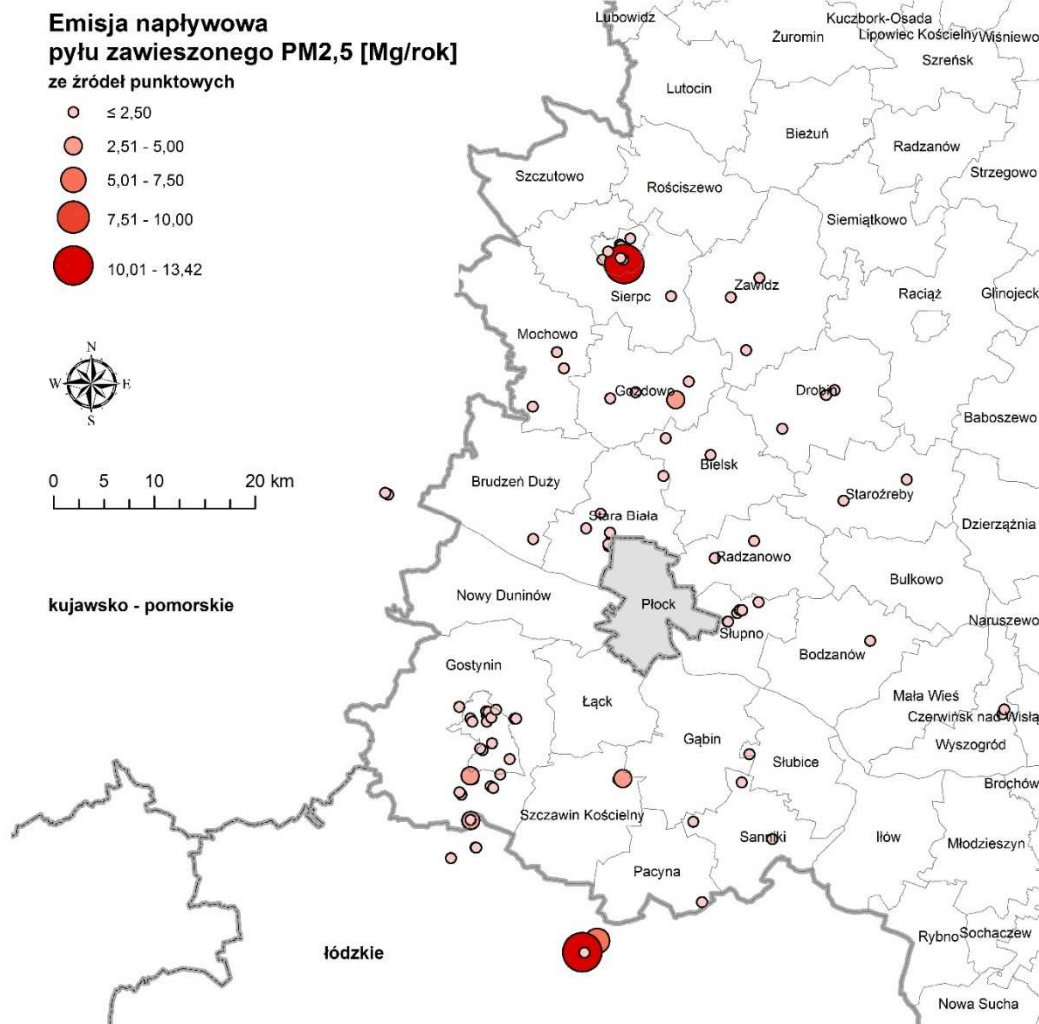 Emisja napływowa
pyłu zawieszonego PM2,5 [Mg/rok]
ze źródeł punktowych
≤ 2,50
2,51 - 5,00
5,01 - 7,50
7,51 - 10,00
10,01 - 13,42
Lubowidz
Kuczbork-Osada
Żuromin
Lipowiec Kościelny
Wiśniewo
Szreńsk
Lutocin
Bieżuń
Radzanów
Strzegowo
Szczutowo
Rościszewo
Siemiątkowo
Sierpc
Zawidz
Raciąż
Glinojeck
Mochowo
N
W
E
S
Gozdowo
Drobin
Baboszewo
0 5 10 20 km
Brudzeń Duży
Bielsk
Staroźreby
Stara Biała
Dzierzążnia
Radzanowo
Bulkowo
Nowy Duninów
Płock
kujawsko - pomorskie
Słupno
Naruszewo
Bodzanów
Gostynin
Łąck
Mała Wieś
Czerwińsk nad Wisłą
Gąbin
Wyszogród
Słubice
Brochów
Szczawin Kościelny
Sanniki
Iłów
Młodzieszyn
Pacyna
łódzkie
Rybno
Sochaczew
Nowa Sucha